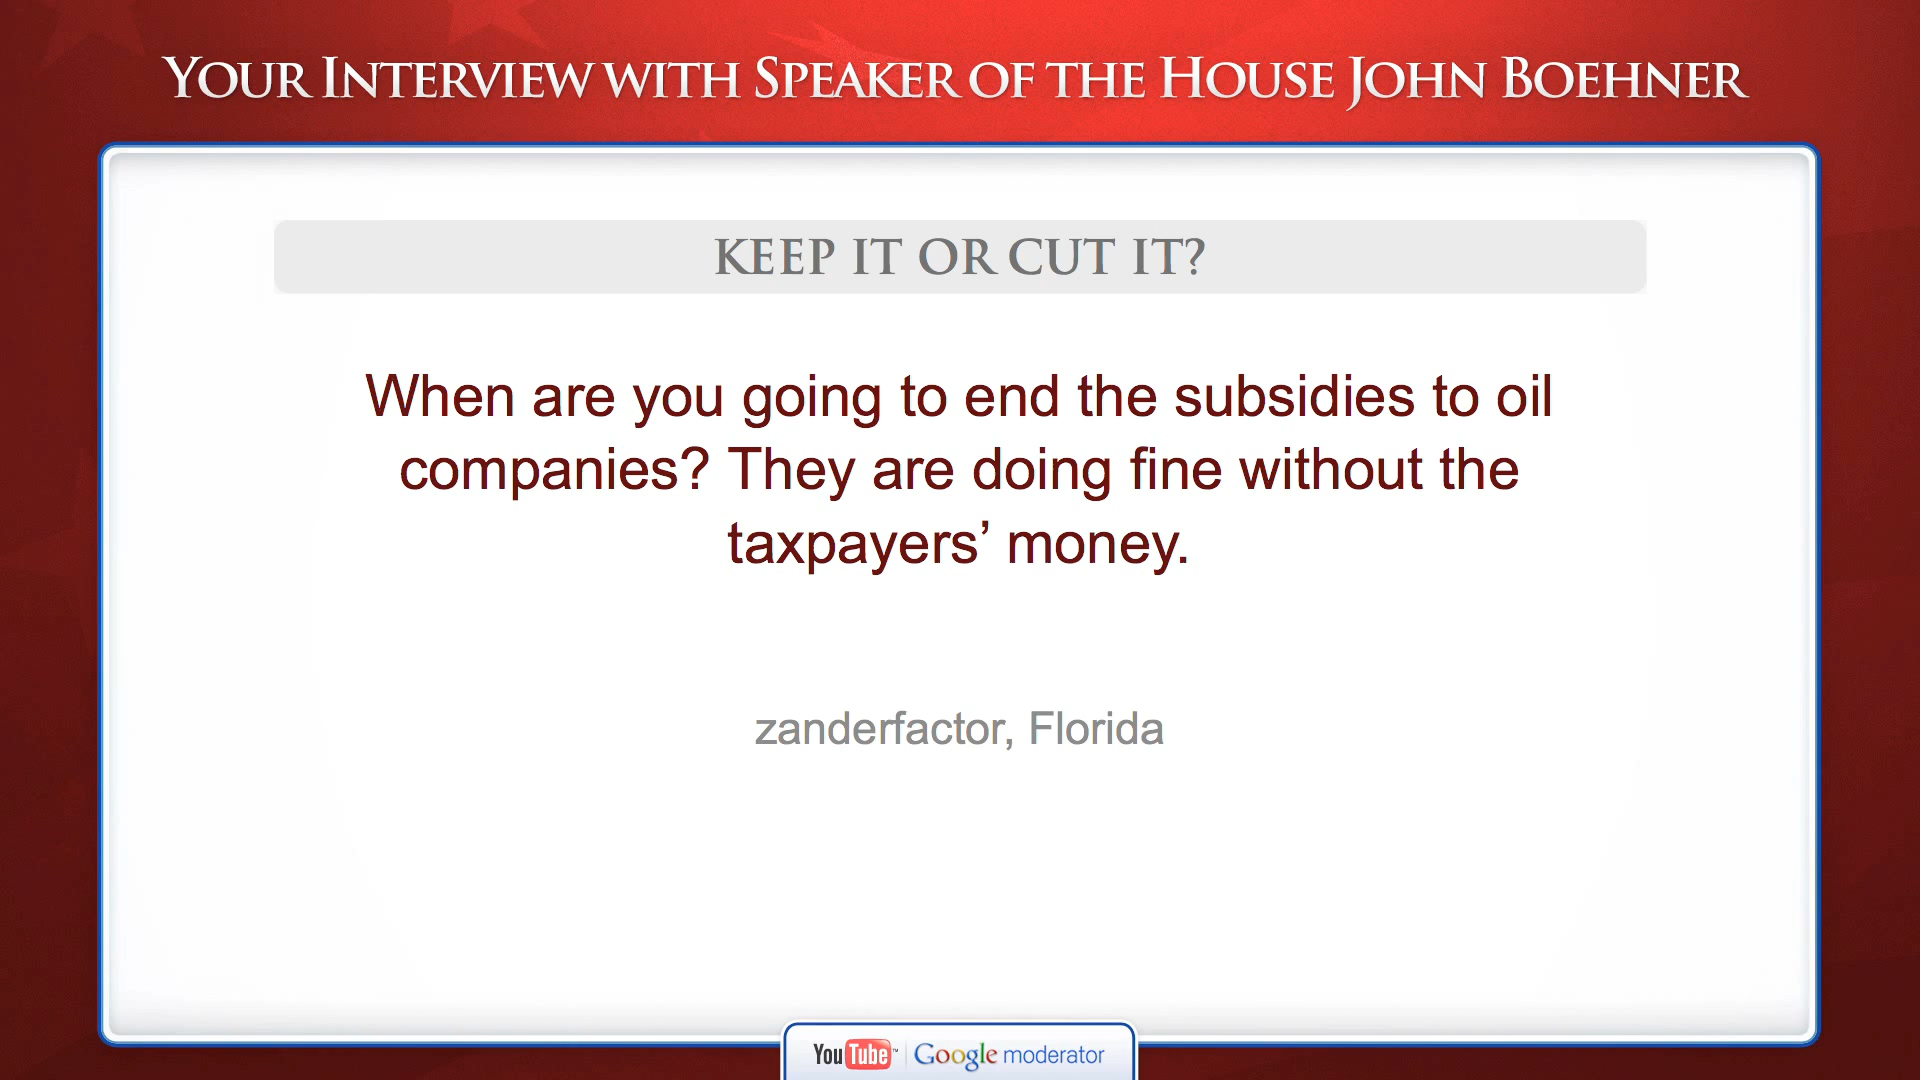 YOUR INTERVIEW WITH SPEAKER OF THE HOUSE JOHN BOEHNER
KEEP IT OR CUT IT?
When are you going to end the subsidies to oil
companies? They are doing fine without the
taxpayers’ money.
zanderfactor, Florida
YouTube™ Google moderator